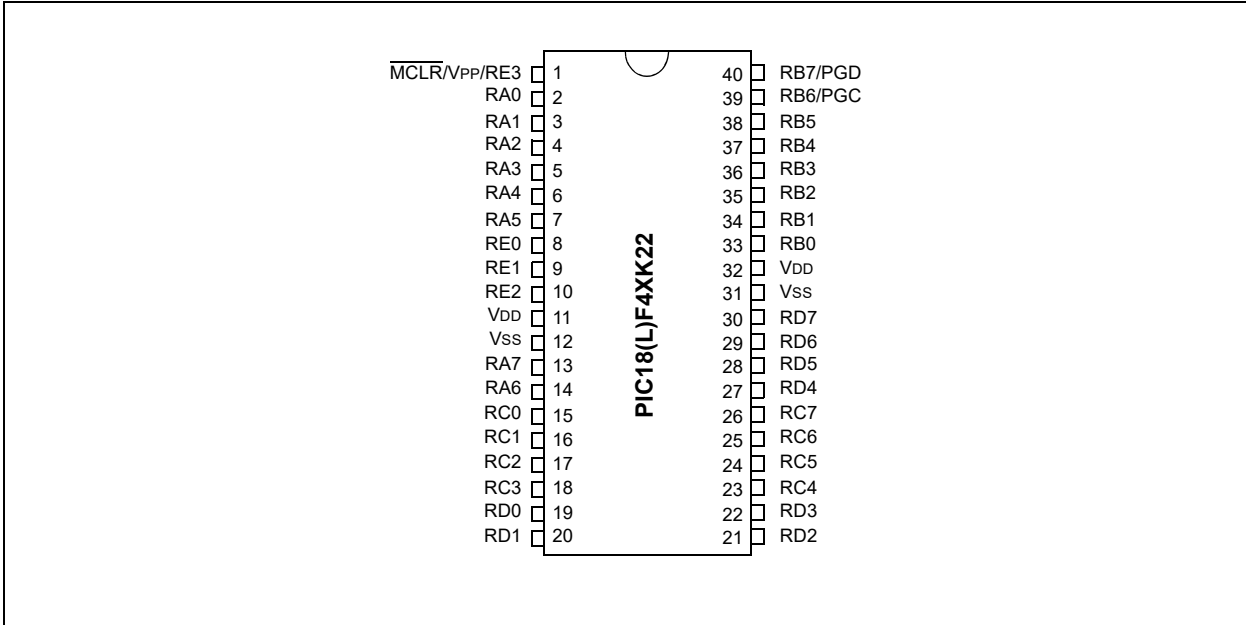 MCLR/VPP/RE3 1 40 RB7/PGD
RA0 2 39 RB6/PGC
RA1 3 38 RB5
RA2 4 37 RB4
RA3 5 36 RB3
RA4 6 35 RB2
RA5 7 34 RB1
RE0 8 33 RB0
RE1 9 32 VDD
RE2 10 31 VSS
VDD 11 30 RD7
VSS 12 29 RD6
RA7 13 28 RD5
RA6 14 27 RD4
RC0 15 26 RC7
RC1 16 25 RC6
RC2 17 24 RC5
RC3 18 23 RC4
RD0 19 22 RD3
RD1 20 21 RD2
PIC18(L)F4XK22